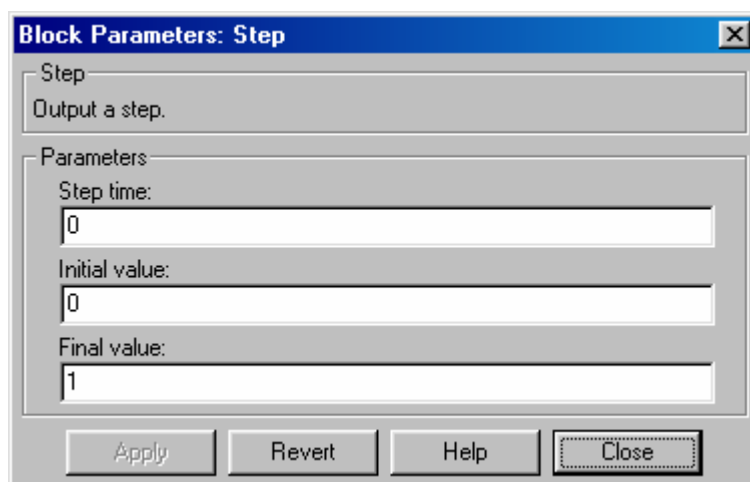 Block Parameters: Step
Step
Output a step.
Parameters
Step time:
0
Initial value:
0
Final value:
1
Apply Revert Help Close